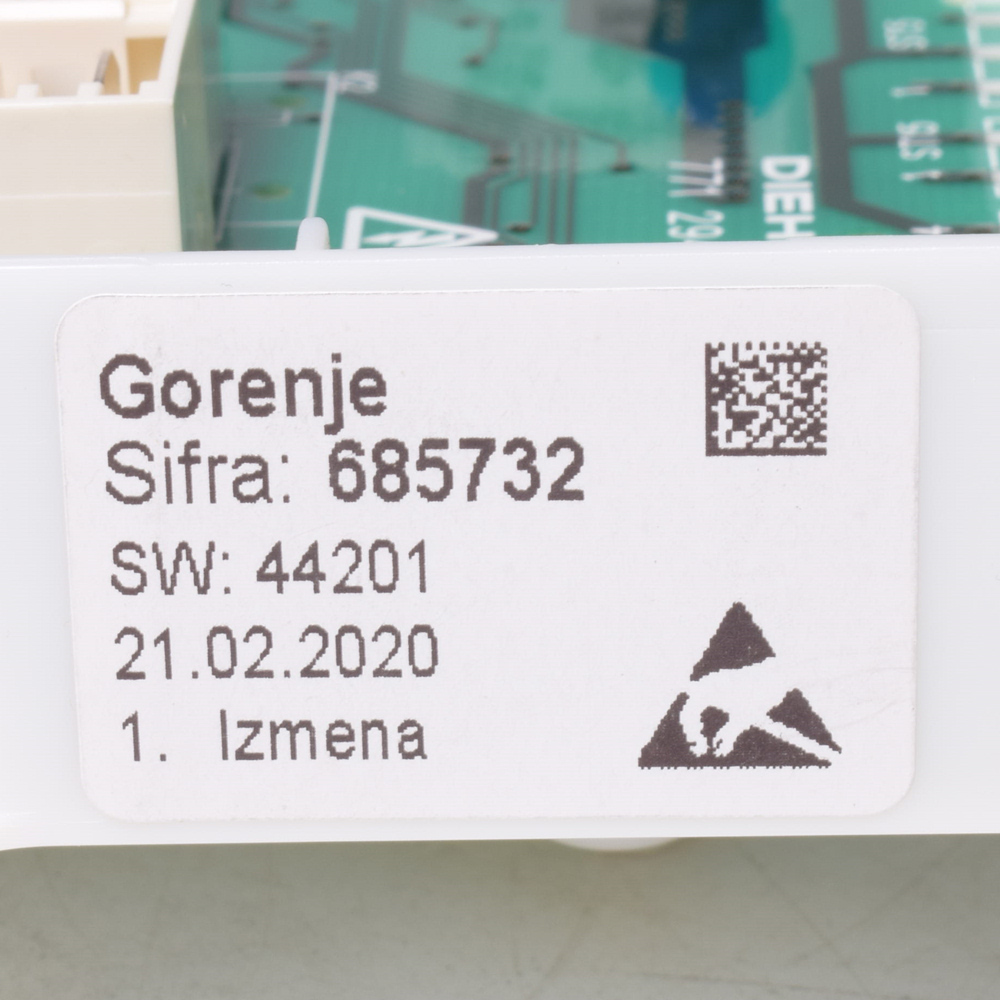 Gorenje
Sifra: 685732
SW: 44201
21.02.2020
1. Izmena